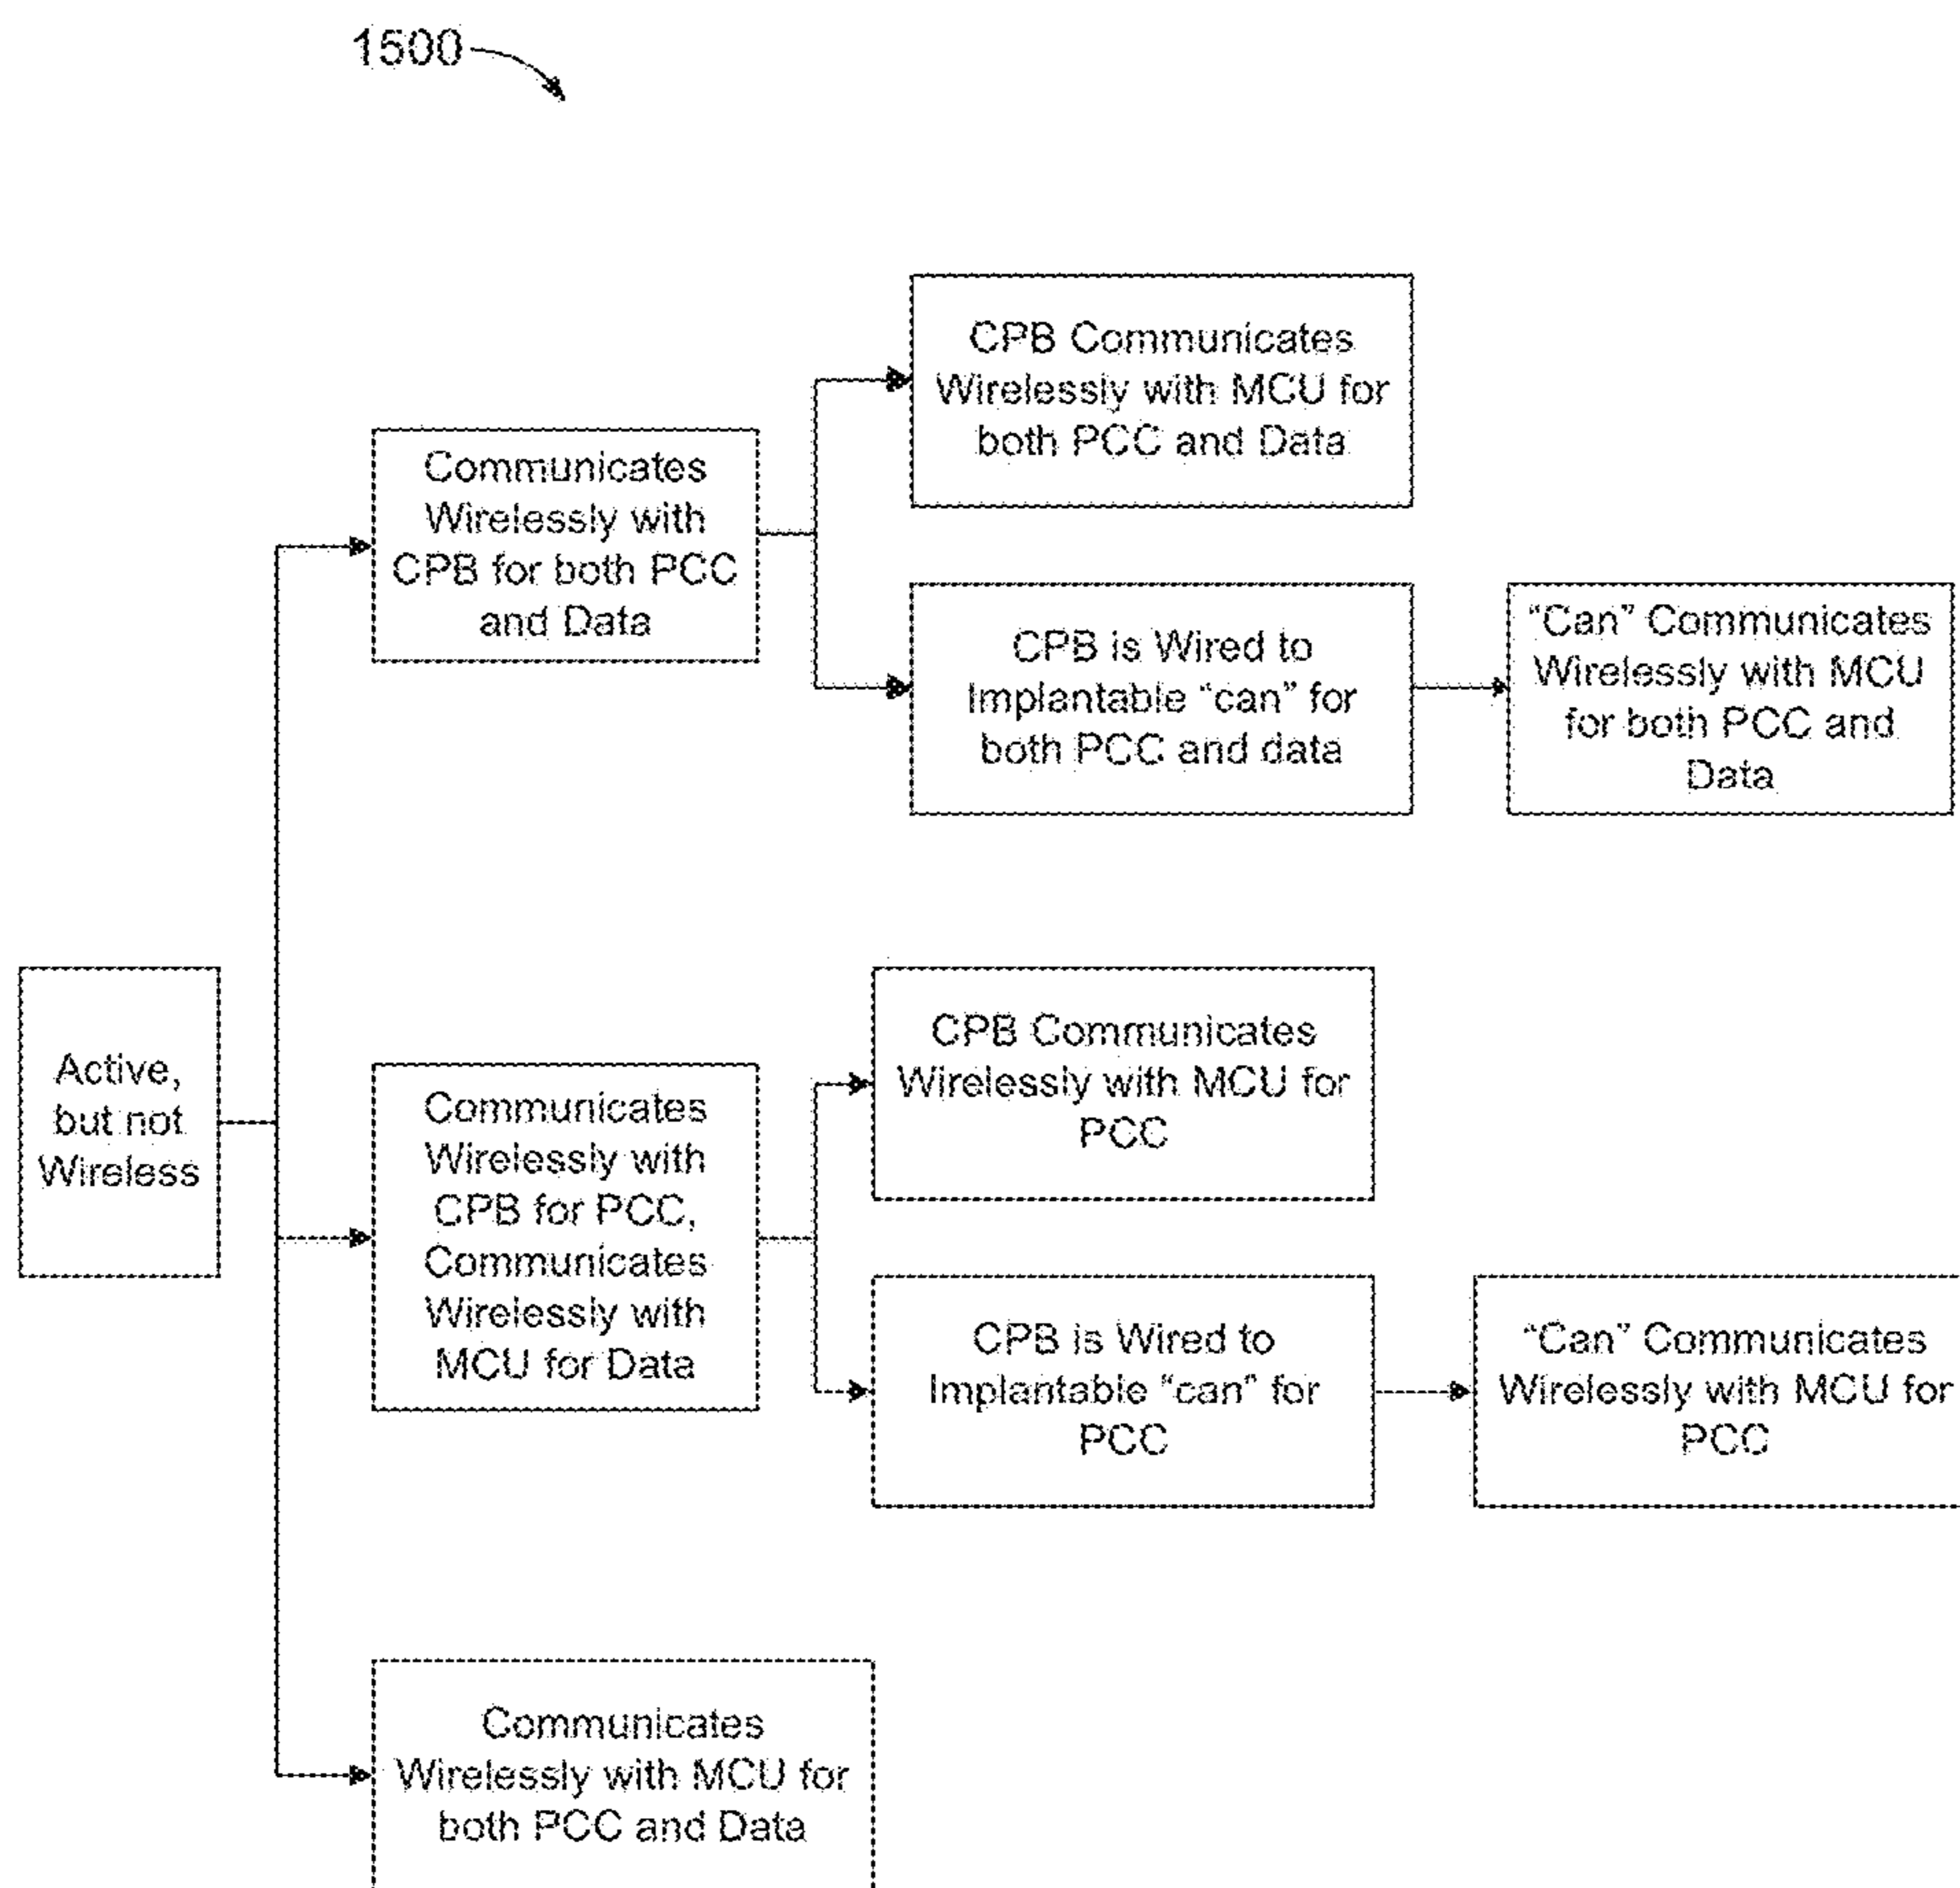 1500
CPB Communicates
Wirelessly with MCU for
both PCC and Data
Communicates
Wirelessly with
CPB for both PCC
and Data
CPB is Wired to
Implantable "can" for
both PCC and data
"Can" Communicates
Wirelessly with MCU
for both PCC and
Data
Active,
but not
Wireless
Communicates
Wirelessly with
CPB for PCC,
Communicates
Wirelessly with
MCU for Data
CPB Communicates
Wirelessly with MCU for
PCC
CPB is Wired to
Implantable "can" for
PCC
"Can" Communicates
Wirelessly with MCU for
PCC
Communicates
Wirelessly with MCU for
both PCC and Data